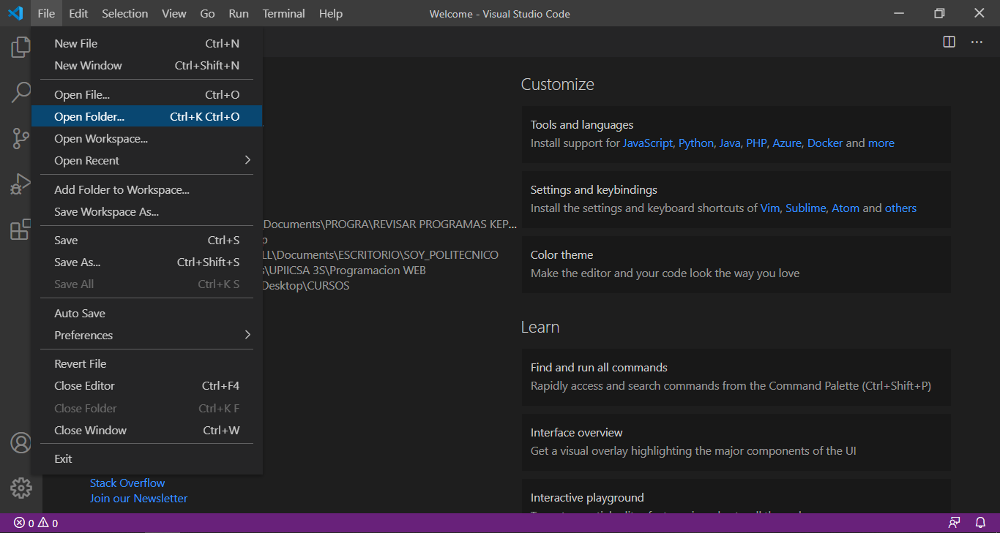 File Edit Selection View Go Run Terminal Help Welcome - Visual Studio Code
New File Ctrl+N
New Window Ctrl+Shift+N
Open File... Ctrl+O
Open Folder... Ctrl+K Ctrl+O
Open Workspace...
Open Recent
Add Folder to Workspace...
Save Workspace As...
Save Ctrl+S
Save As... Ctrl+Shift+S
Save All Ctrl+K S
Auto Save
Preferences
Revert File
Close Editor Ctrl+F4
Close Folder Ctrl+K F
Close Window Ctrl+W
Exit
\Documents\PROGRA\REVISAR PROGRAMAS KEP...
p
LL\Documents\ESCRITORIO\SOY_POLITECNICO
s\UPIICSA 3S\Programacion WEB
Desktop\CURSOS
Stack Overflow
Join our Newsletter
Customize
Tools and languages
Install support for JavaScript, Python, Java, PHP, Azure, Docker and more
Settings and keybindings
Install the settings and keyboard shortcuts of Vim, Sublime, Atom and others
Color theme
Make the editor and your code look the way you love
Learn
Find and run all commands
Rapidly access and search commands from the Command Palette (Ctrl+Shift+P)
Interface overview
Get a visual overlay highlighting the major components of the UI
Interactive playground
0 0